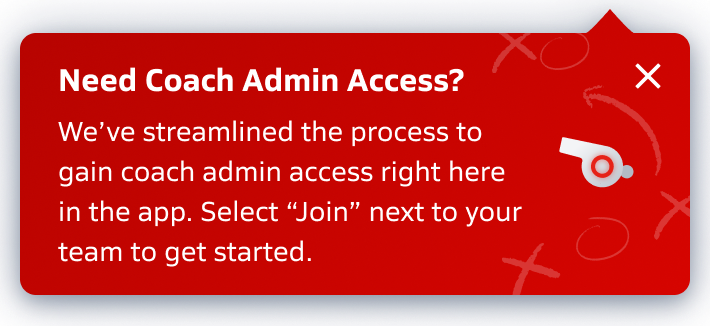 Need Coach Admin Access?
We’ve streamlined the process to
gain coach admin access right here
in the app. Select “Join” next to your
team to get started.